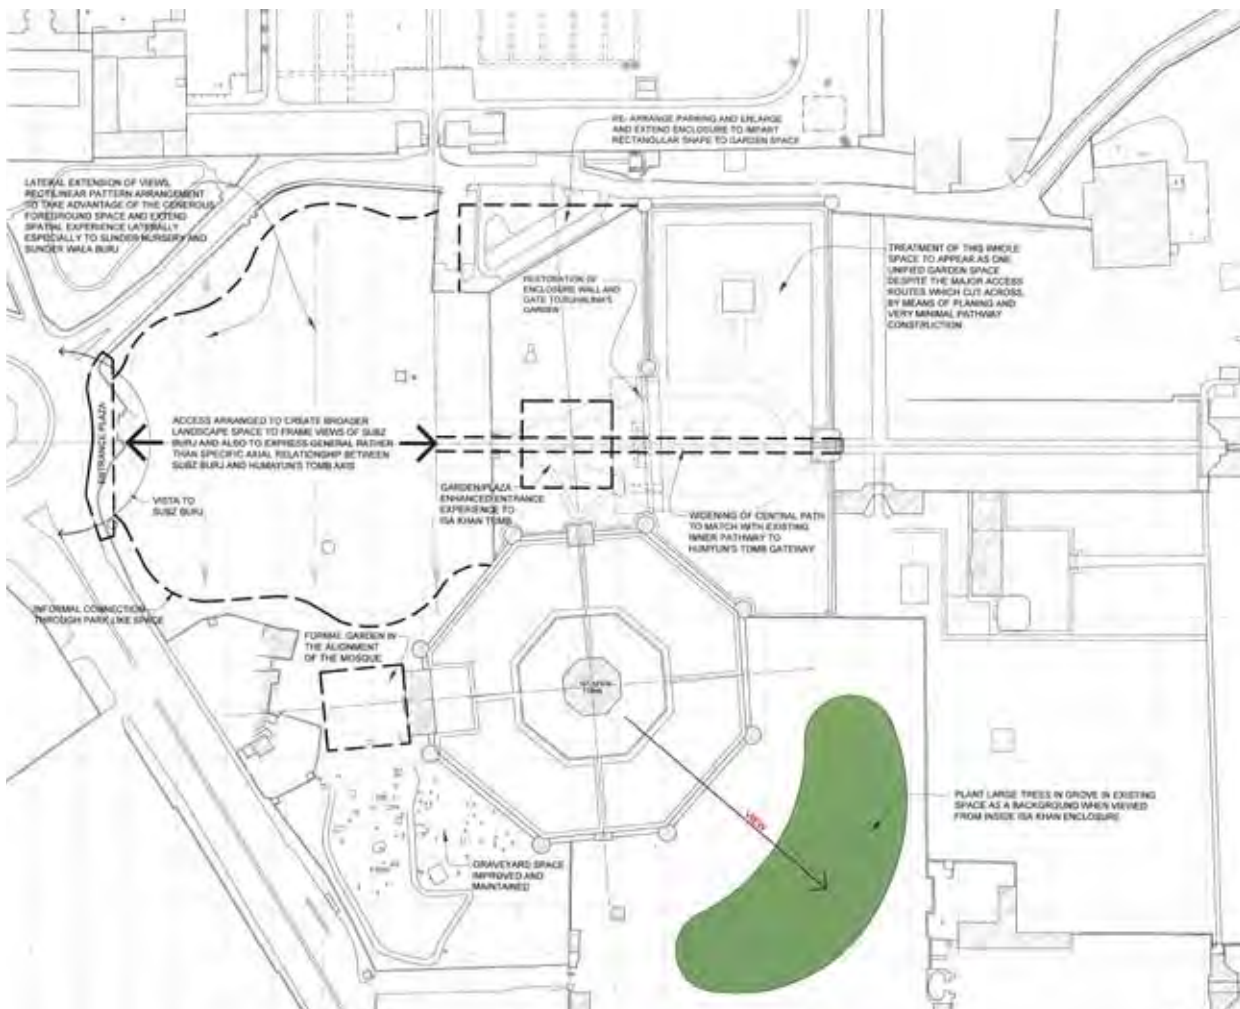 RE-ARRANGE PARKING AND ENLARGE
AND EXTEND ENCLOSURE TO IMPART
RECTANGULAR SHAPE TO GARDEN SPACE
LATERAL EXTENSION OF VIEWS,
RECTILINEAR PATTERN ARRANGEMENT
TO TAKE ADVANTAGE OF THE GENEROUS
FOREGROUND SPACE AND EXTEND
SPATIAL EXPERIENCE LATERALLY
ESPECIALLY TO SUNDER NURSERY AND
SUNDER WALA BURJ
RESTORATION OF
ENCLOSURE WALL AND
GATE TO BUHALIMA'S
GARDEN
TREATMENT OF THIS WHOLE
SPACE TO APPEAR AS ONE
UNIFIED GARDEN SPACE
DESPITE THE MAJOR ACCESS
ROUTES WHICH CUT ACROSS,
BY MEANS OF PLANING AND
VERY MINIMAL PATHWAY
CONSTRUCTION
ENTRANCE PLAZA
ACCESS ARRANGED TO CREATE BROADER
LANDSCAPE SPACE TO FRAME VIEWS OF SUBZ
BURJ AND ALSO TO EXPRESS GENERAL RATHER
THAN SPECIFIC AXIAL RELATIONSHIP BETWEEN
SUBZ BURJ AND HUMAYUN'S TOMB AXIS
VISTA TO
SUBZ BURJ
GARDEN/PLAZA
ENHANCED ENTRANCE
EXPERIENCE TO
ISA KHAN TOMB
WIDENING OF CENTRAL PATH
TO MATCH WITH EXISTING
INNER PATHWAY TO
HUMYUN'S TOMB GATEWAY
INFORMAL CONNECTION
THROUGH PARK LIKE SPACE
FORMAL GARDEN IN
THE ALIGNMENT
OF THE MOSQUE
TOMB
VIEW
PLANT LARGE TREES IN GROVE IN EXISTING
SPACE AS A BACKGROUND WHEN VIEWED
FROM INSIDE ISA KHAN ENCLOSURE
GRAVEYARD SPACE
IMPROVED AND
MAINTAINED